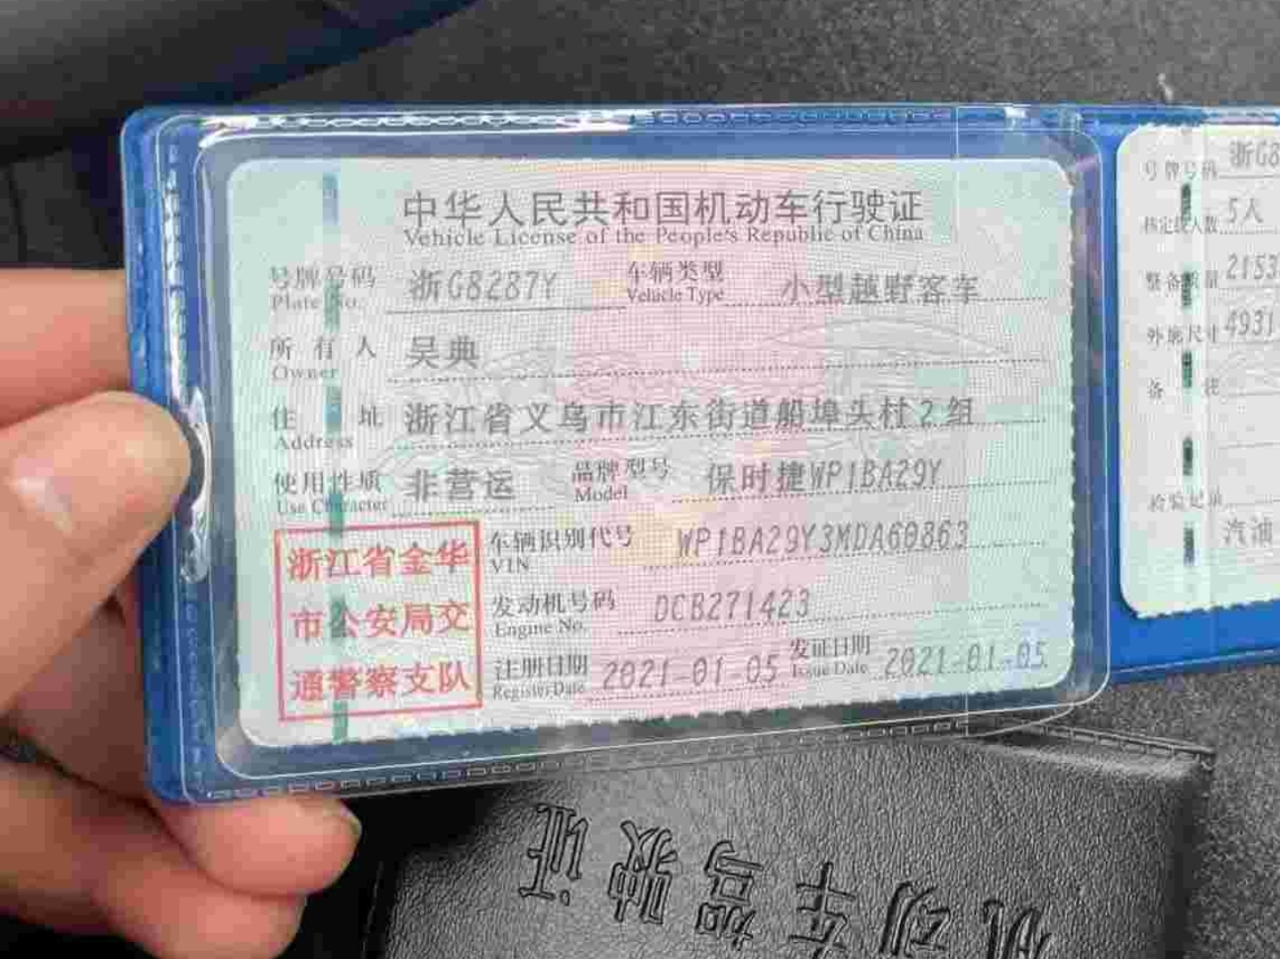 中华人民共和国机动车行驶证
Vehicle License of the People's Republic of China
号牌号码 浙G8287Y 车辆类型 小型越野客车
Plate No. Vehicle Type
所有人 吴典
Owner
住址 浙江省义乌市江东街道船埠头村2组
Address
使用性质 非营运 品牌型号 保时捷WP1BA29Y
Use Character Model
浙江省金华
市公安局交
通警察支队
车辆识别代号 WP1BA29Y3MDA60863
VIN
发动机号码 DCB271423
Engine No.
注册日期 2021-01-05 发证日期 2021-01-05
Register Date Issue Date
号牌号码 浙G8
核定载人数 5人
整备质量 2153
外廓尺寸 4931
备注
检验记录
汽油
机动车驾驶证